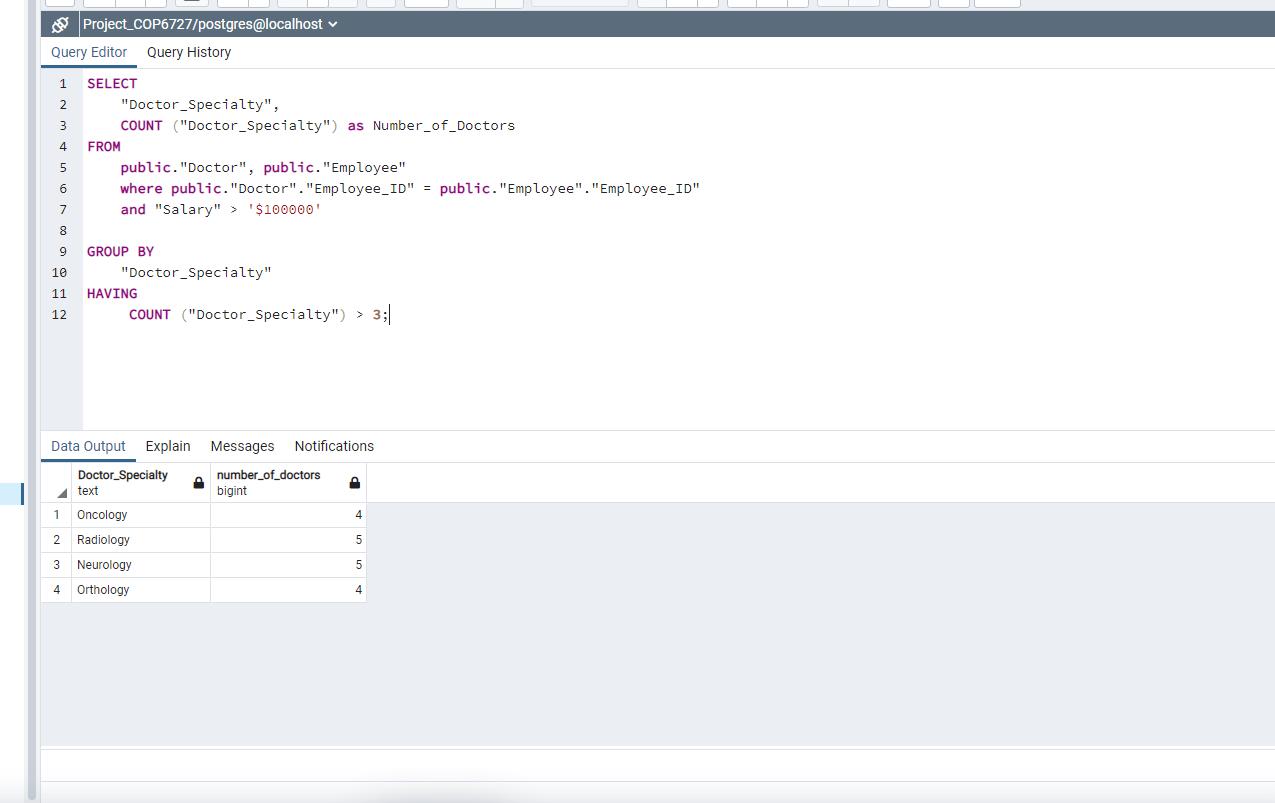 Project_COP6727/postgres@localhost
Query Editor Query History
1 SELECT
2 "Doctor_Specialty",
3 COUNT ("Doctor_Specialty") as Number_of_Doctors
4 FROM
5 public."Doctor", public."Employee"
6 where public."Doctor"."Employee_ID" = public."Employee"."Employee_ID"
7 and "Salary" > '$100000'
8
9 GROUP BY
10 "Doctor_Specialty"
11 HAVING
12 COUNT ("Doctor_Specialty") > 3;
Data Output Explain Messages Notifications
Doctor_Specialty number_of_doctors
text bigint
1 Oncology 4
2 Radiology 5
3 Neurology 5
4 Orthology 4